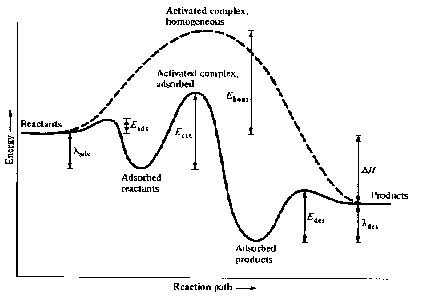 Activated complex,
homogeneous
Activated complex,
adsorbed
Reactants
E_ads
E_hom
E_cat
λ_ads
ΔH
Energy
Adsorbed
reactants
Products
E_des
λ_des
Adsorbed
products
Reaction path